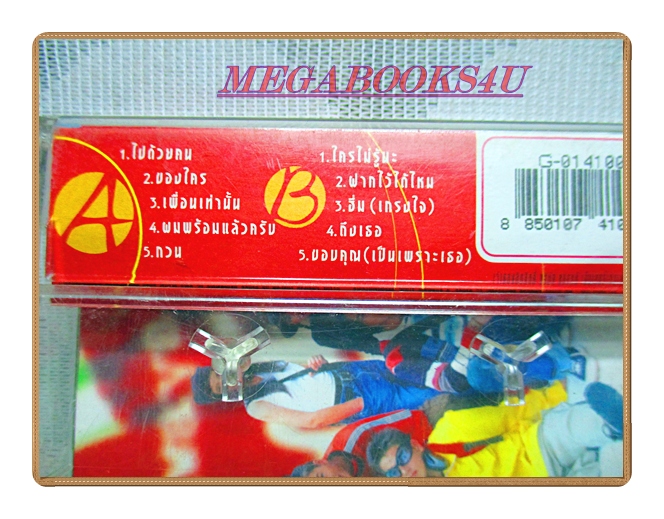 MEGABOOKS4U
A
1.ไปด้วยคน
2.ของใคร
3.เพื่อนเท่านั้น
4.ผมพร้อมแล้วครับ
5.กวน
B
1.ใครไม่รู้นะ
2.ฝากไว้ได้ไหม
3.ฮึ่ม (เกรงใจ)
4.ถึงเธอ
5.ขอบคุณ(เป็นเพราะเธอ)
G-014100
8 850107 410